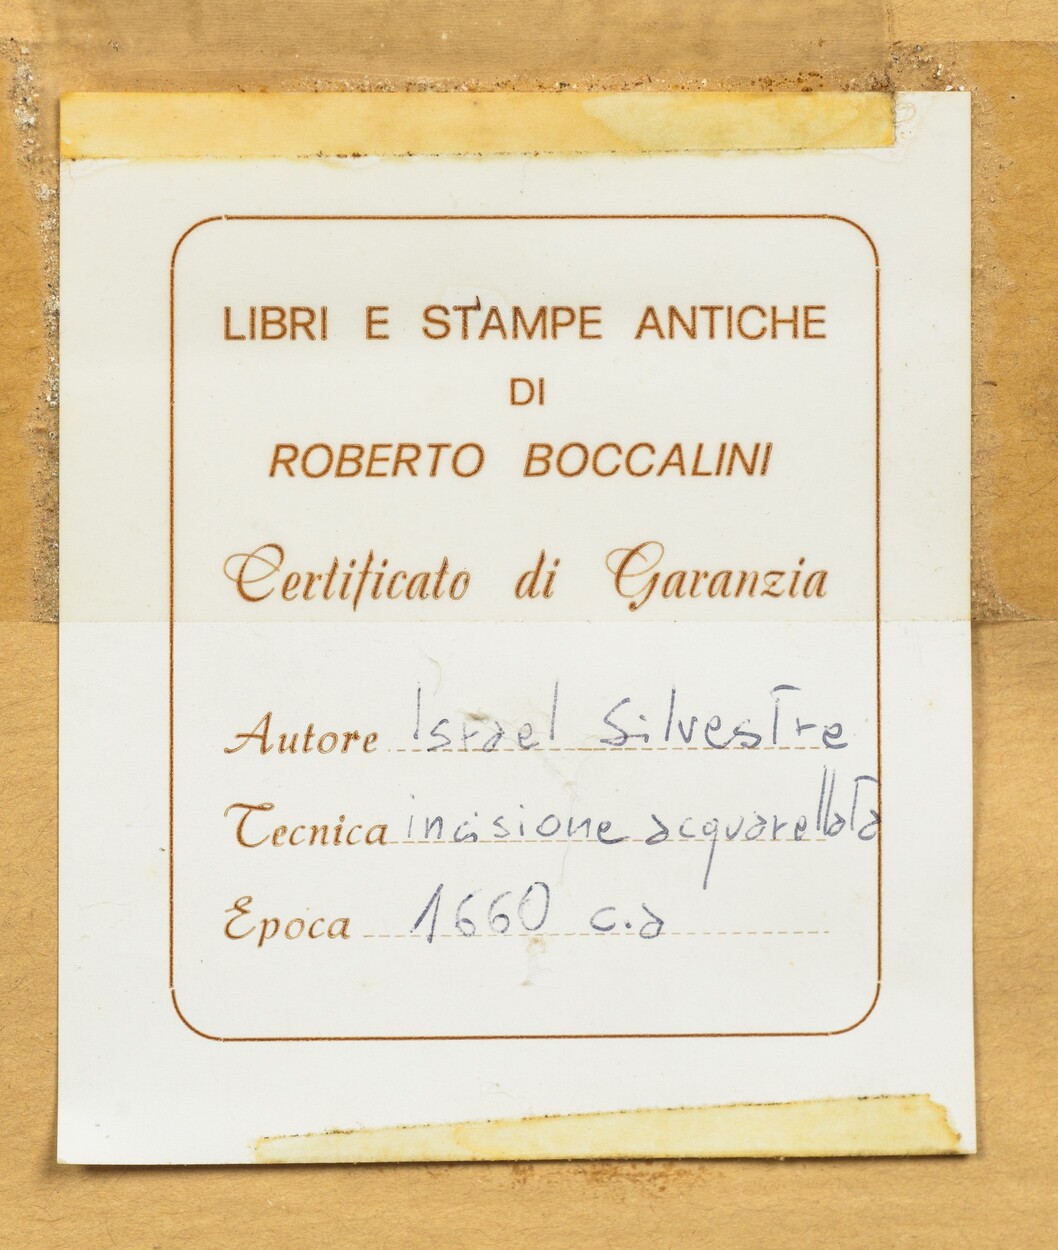 LIBRI E STAMPE ANTICHE
DI
ROBERTO BOCCALINI
Certificato di Garanzia
Autore Israel Silvestre
Tecnica incisione acquarellata
Epoca 1660 c.a